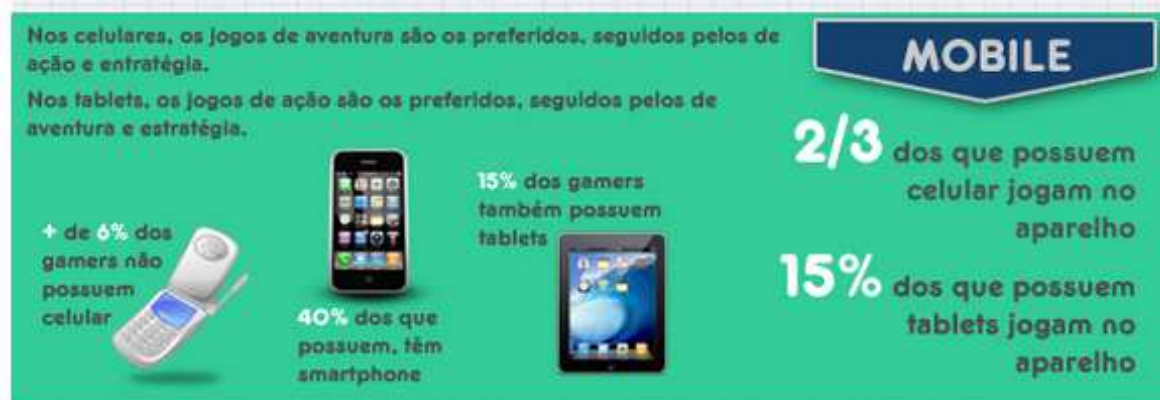 Nos celulares, os jogos de aventura são os preferidos, seguidos pelos de
ação e entratégia.
Nos tablets, os jogos de ação são os preferidos, seguidos pelos de
aventura e estratégia.
+ de 6% dos
gamers não
possuem
celular
40% dos que
possuem, têm
smartphone
15% dos gamers
também possuem
tablets
MOBILE
2/3 dos que possuem
celular jogam no
aparelho
15% dos que possuem
tablets jogam no
aparelho